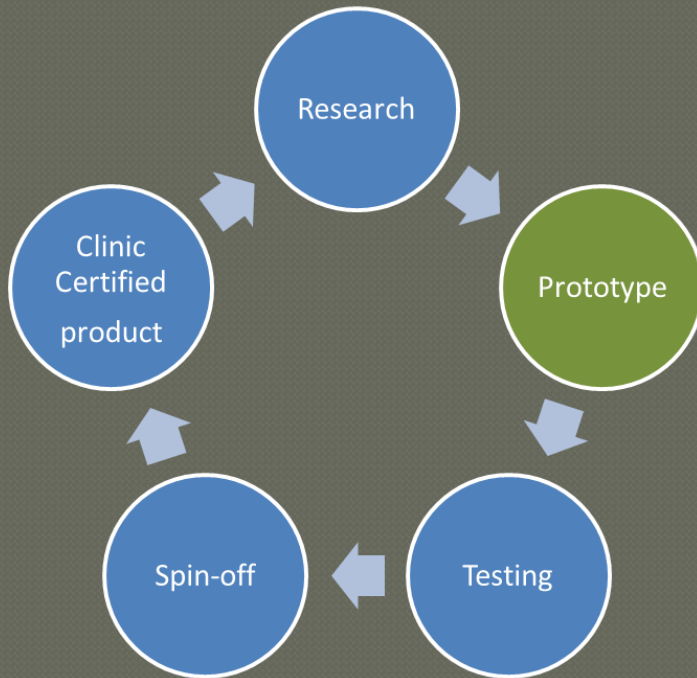 Research
Prototype
Testing
Spin-off
Clinic
Certified
product